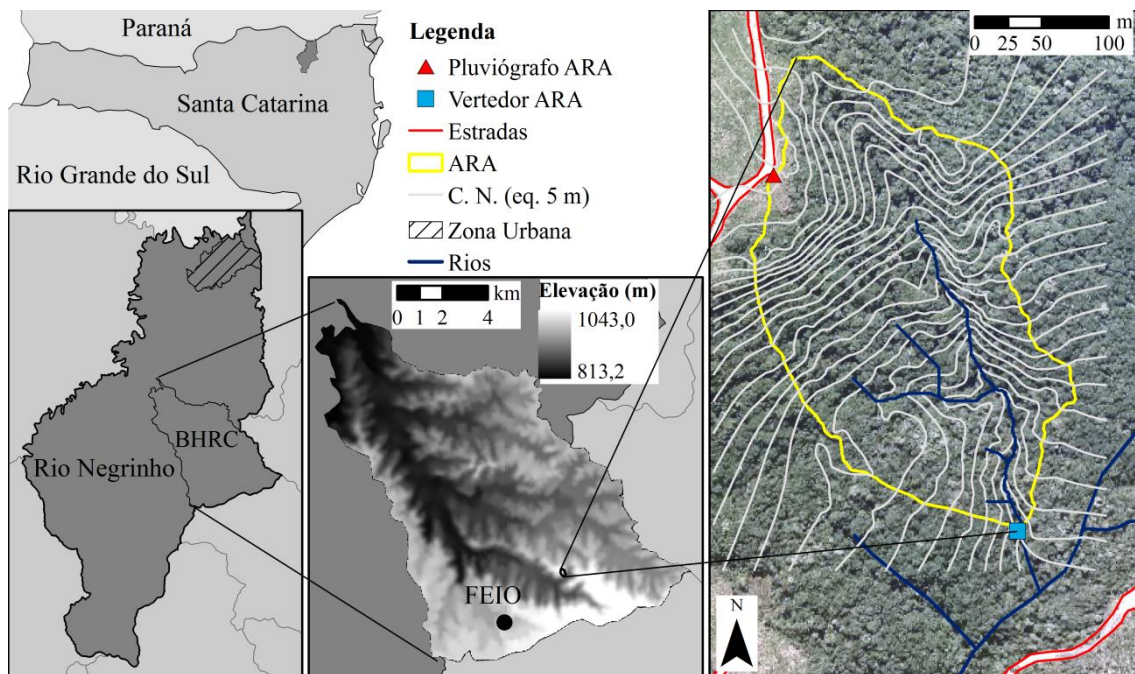 Paraná
Santa Catarina
Rio Grande do Sul
Legenda
Pluviógrafo ARA
Vertedor ARA
Estradas
ARA
C. N. (eq. 5 m)
Zona Urbana
Rios
BHRC
Rio Negrinho
km
0 1 2 4
Elevação (m)
1043,0
813,2
FEIO
m
0 25 50 100
N